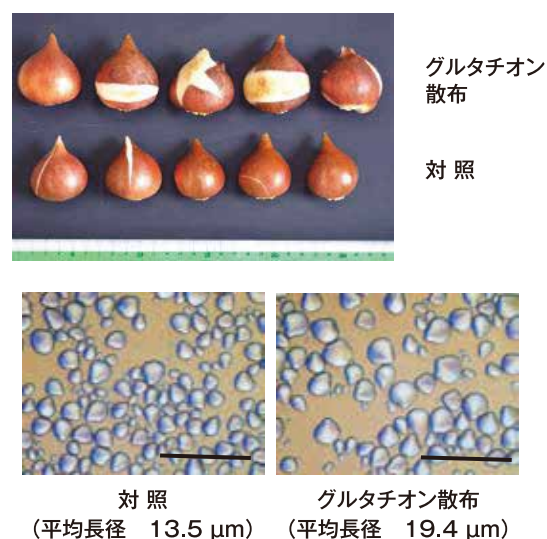 グルタチオン
散布
対 照
対 照
(平均長径 13.5 µm)
グルタチオン散布
(平均長径 19.4 µm)